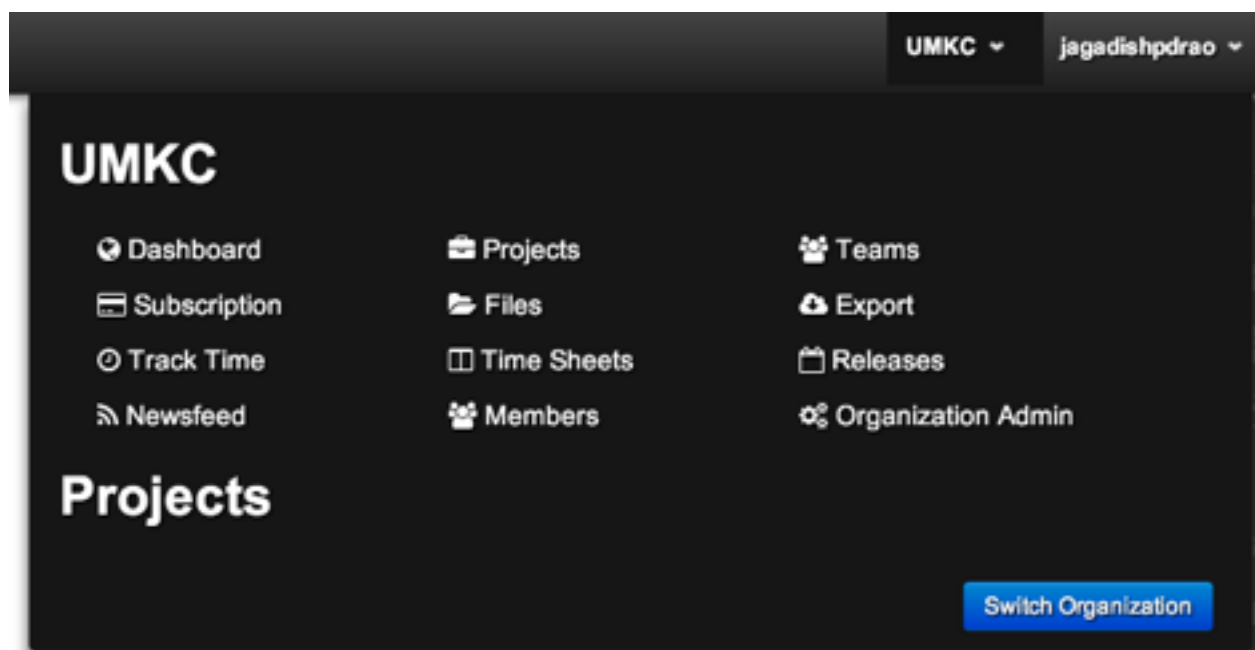 UMKC jagadishpdrao
UMKC
Dashboard Projects Teams
Subscription Files Export
Track Time Time Sheets Releases
Newsfeed Members Organization Admin
Projects
Switch Organization